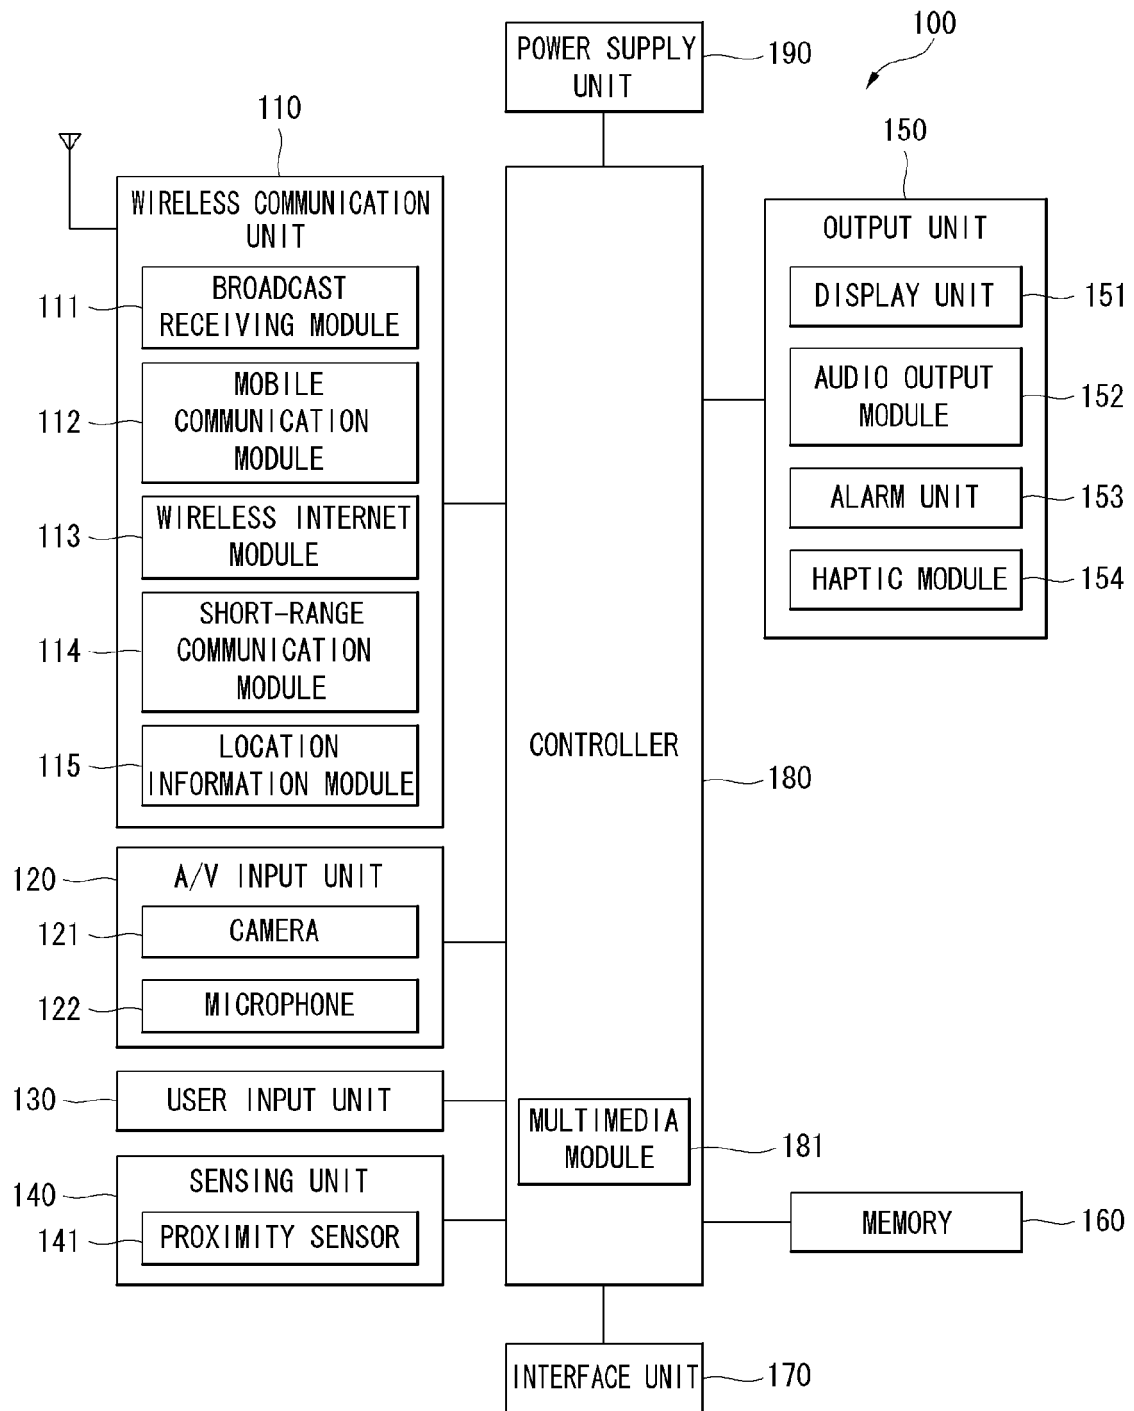 100
POWER SUPPLY
UNIT
190
110
WIRELESS COMMUNICATION
UNIT
111
BROADCAST
RECEIVING MODULE
112
MOBILE
COMMUNICATION
MODULE
113
WIRELESS INTERNET
MODULE
114
SHORT-RANGE
COMMUNICATION
MODULE
115
LOCATION
INFORMATION MODULE
120
A/V INPUT UNIT
121
CAMERA
122
MICROPHONE
130
USER INPUT UNIT
140
SENSING UNIT
141
PROXIMITY SENSOR
CONTROLLER
180
MULTIMEDIA
MODULE
181
150
OUTPUT UNIT
DISPLAY UNIT
151
AUDIO OUTPUT
MODULE
152
ALARM UNIT
153
HAPTIC MODULE
154
MEMORY
160
INTERFACE UNIT
170